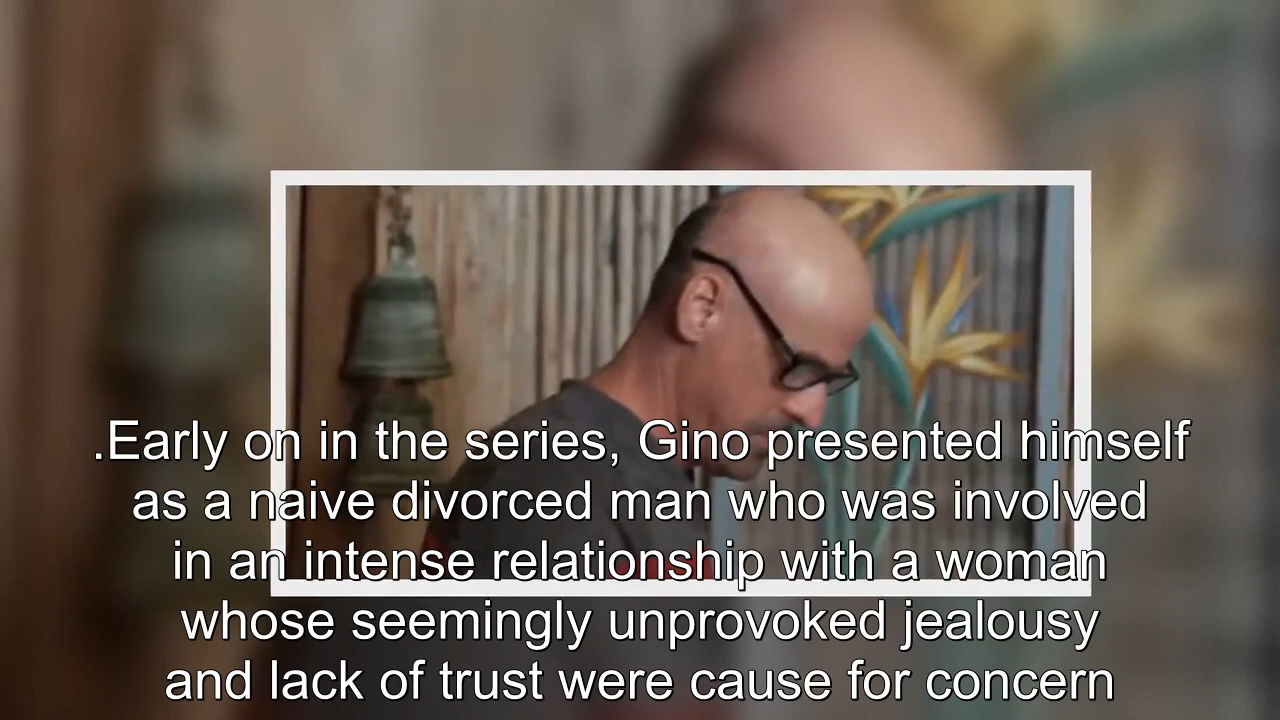 .Early on in the series, Gino presented himself
as a naive divorced man who was involved
in an intense relationship with a woman
whose seemingly unprovoked jealousy
and lack of trust were cause for concern